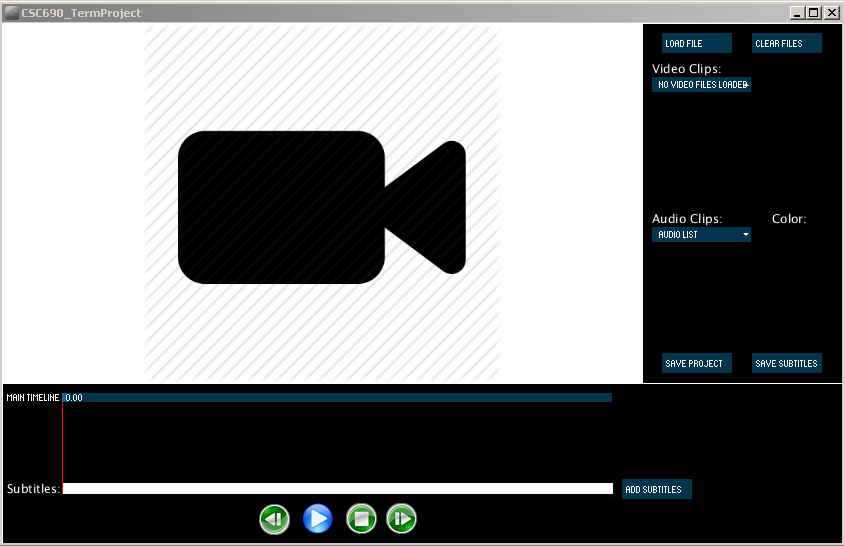 CSC690_TermProject
LOAD FILE
CLEAR FILES
Video Clips:
NO VIDEO FILES LOADED
Audio Clips:
Color:
AUDIO LIST
SAVE PROJECT
SAVE SUBTITLES
MAIN TIMELINE
0.00
Subtitles:
ADD SUBTITLES